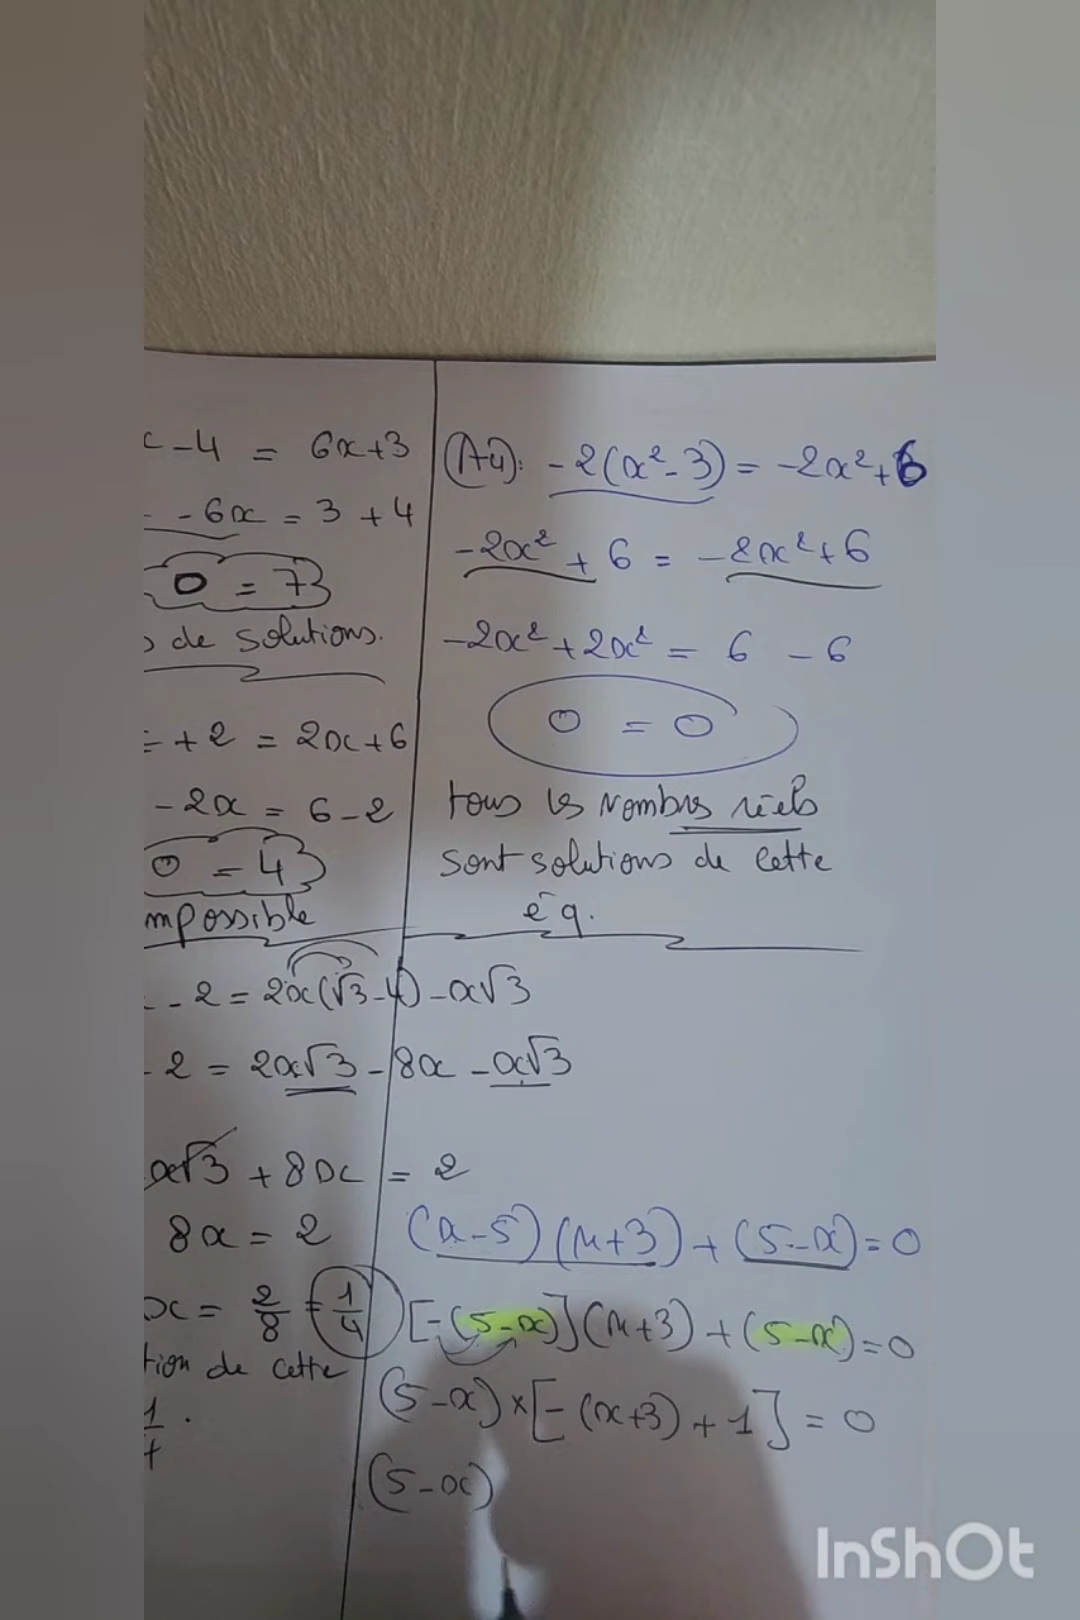 x - 4 = 6x + 3
- 6x = 3 + 4
0 = 7
de solutions.
= + 2 = 2x + 6
- 2x = 6 - 2
0 = 4
mpossible
- 2 = 2x(√3 - 4) - x√3
- 2 = 2x√3 - 8x - x√3
x√3 + 8x = 2
8x = 2
x = 2/8 = 1/4
tion de cette
1/4 .
(A4): -2(x² - 3) = -2x² + 6
-2x² + 6 = -2x² + 6
-2x² + 2x² = 6 - 6
0 = 0
tous les nombres réels
sont solutions de cette
éq.
(x - 5)(x + 3) + (5 - x) = 0
[-(5 - x)](x + 3) + (5 - x) = 0
(5 - x) × [-(x + 3) + 1] = 0
(5 - x)
InShOt